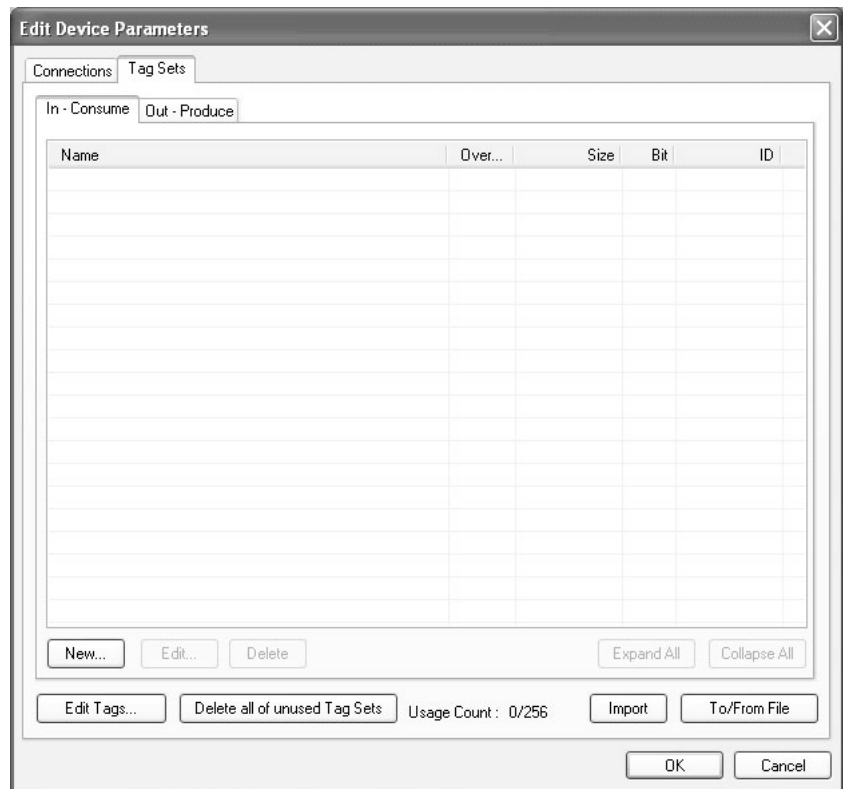 Edit Device Parameters
Connections Tag Sets
In - Consume Out - Produce
Name Over... Size Bit ID
New... Edit... Delete Expand All Collapse All
Edit Tags... Delete all of unused Tag Sets Usage Count : 0/256 Import To/From File
OK Cancel